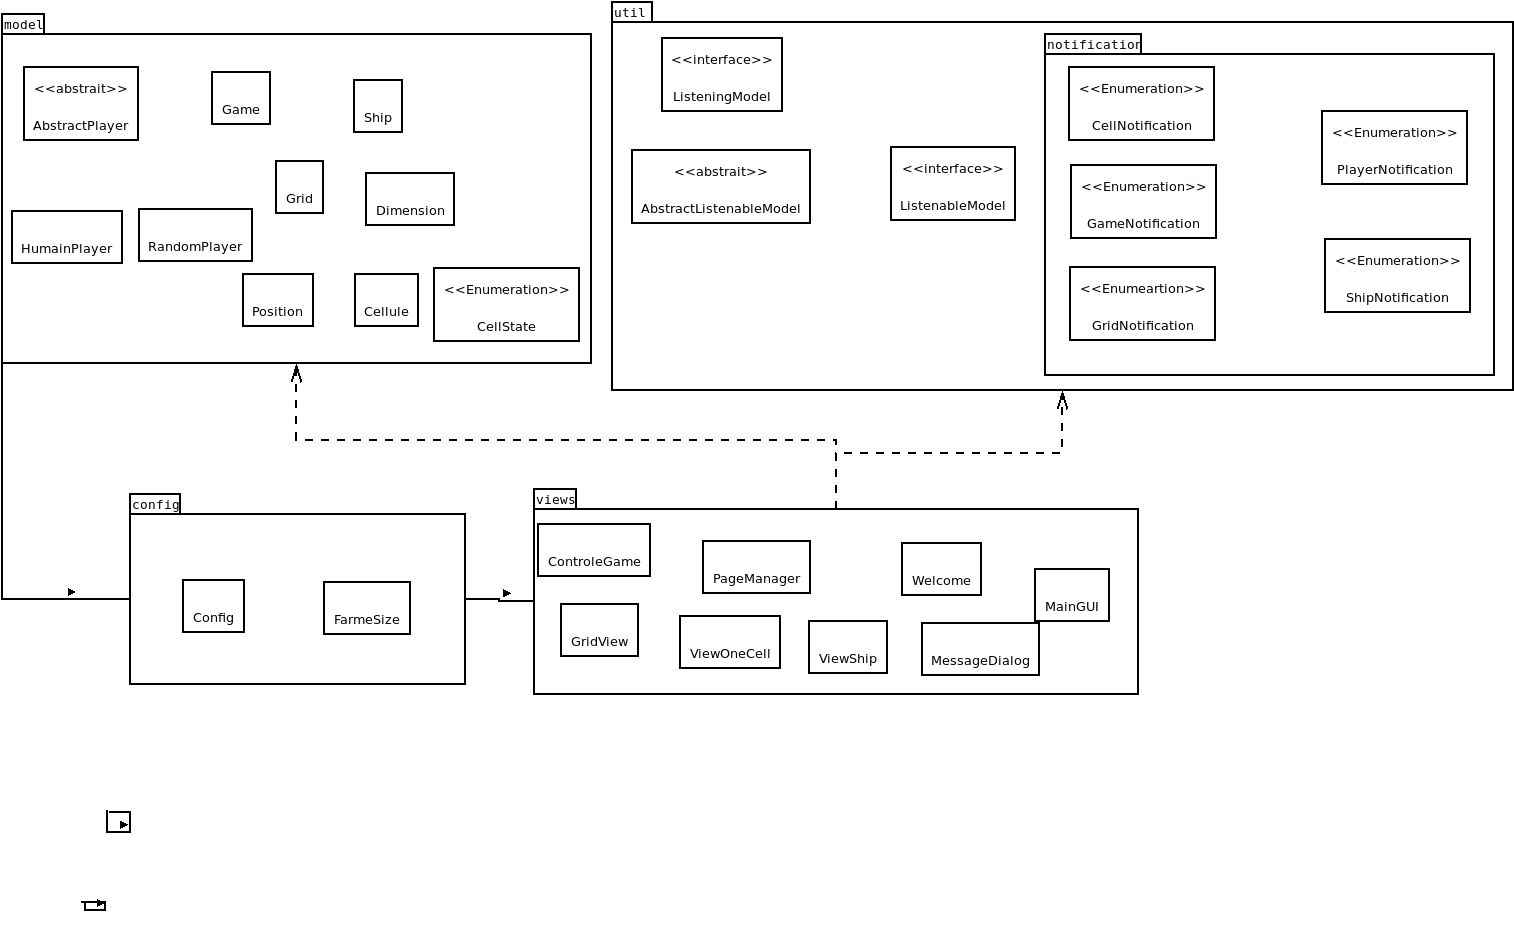 model
<<abstrait>>
AbstractPlayer
Game
Ship
Grid
Dimension
HumainPlayer
RandomPlayer
Position
Cellule
<<Enumeration>>
CellState
util
<<interface>>
ListeningModel
<<abstrait>>
AbstractListenableModel
<<interface>>
ListenableModel
notification
<<Enumeration>>
CellNotification
<<Enumeration>>
PlayerNotification
<<Enumeration>>
GameNotification
<<Enumeration>>
ShipNotification
<<Enumeartion>>
GridNotification
config
Config
FarmeSize
views
ControleGame
PageManager
Welcome
MainGUI
GridView
ViewOneCell
ViewShip
MessageDialog